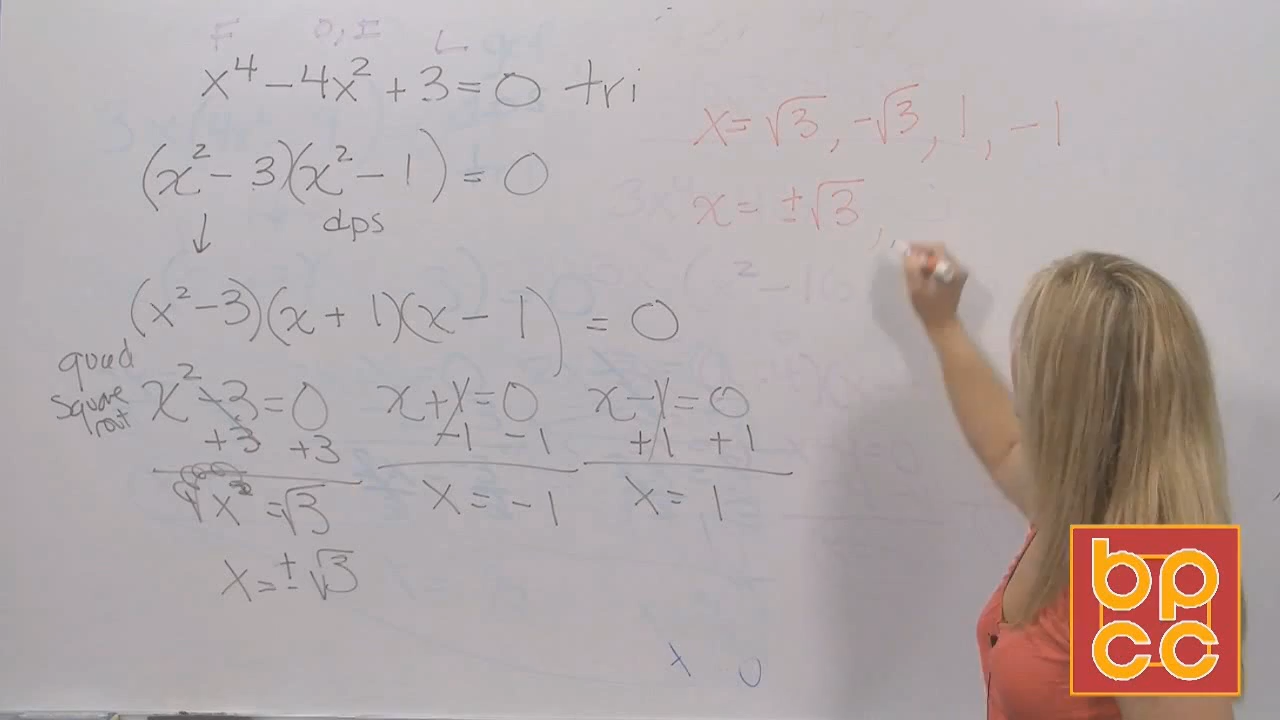 F O,I L
x⁴ - 4x² + 3 = 0 tri
(x² - 3)(x² - 1) = 0
↓ dps
(x² - 3)(x + 1)(x - 1) = 0
quad
square
root
x² - 3 = 0 x + 1 = 0 x - 1 = 0
+3 +3 -1 -1 +1 +1
√x² = √3 x = -1 x = 1
x = ±√3
x = √3, -√3, 1, -1
x = ±√3,
x 0
bp
cc